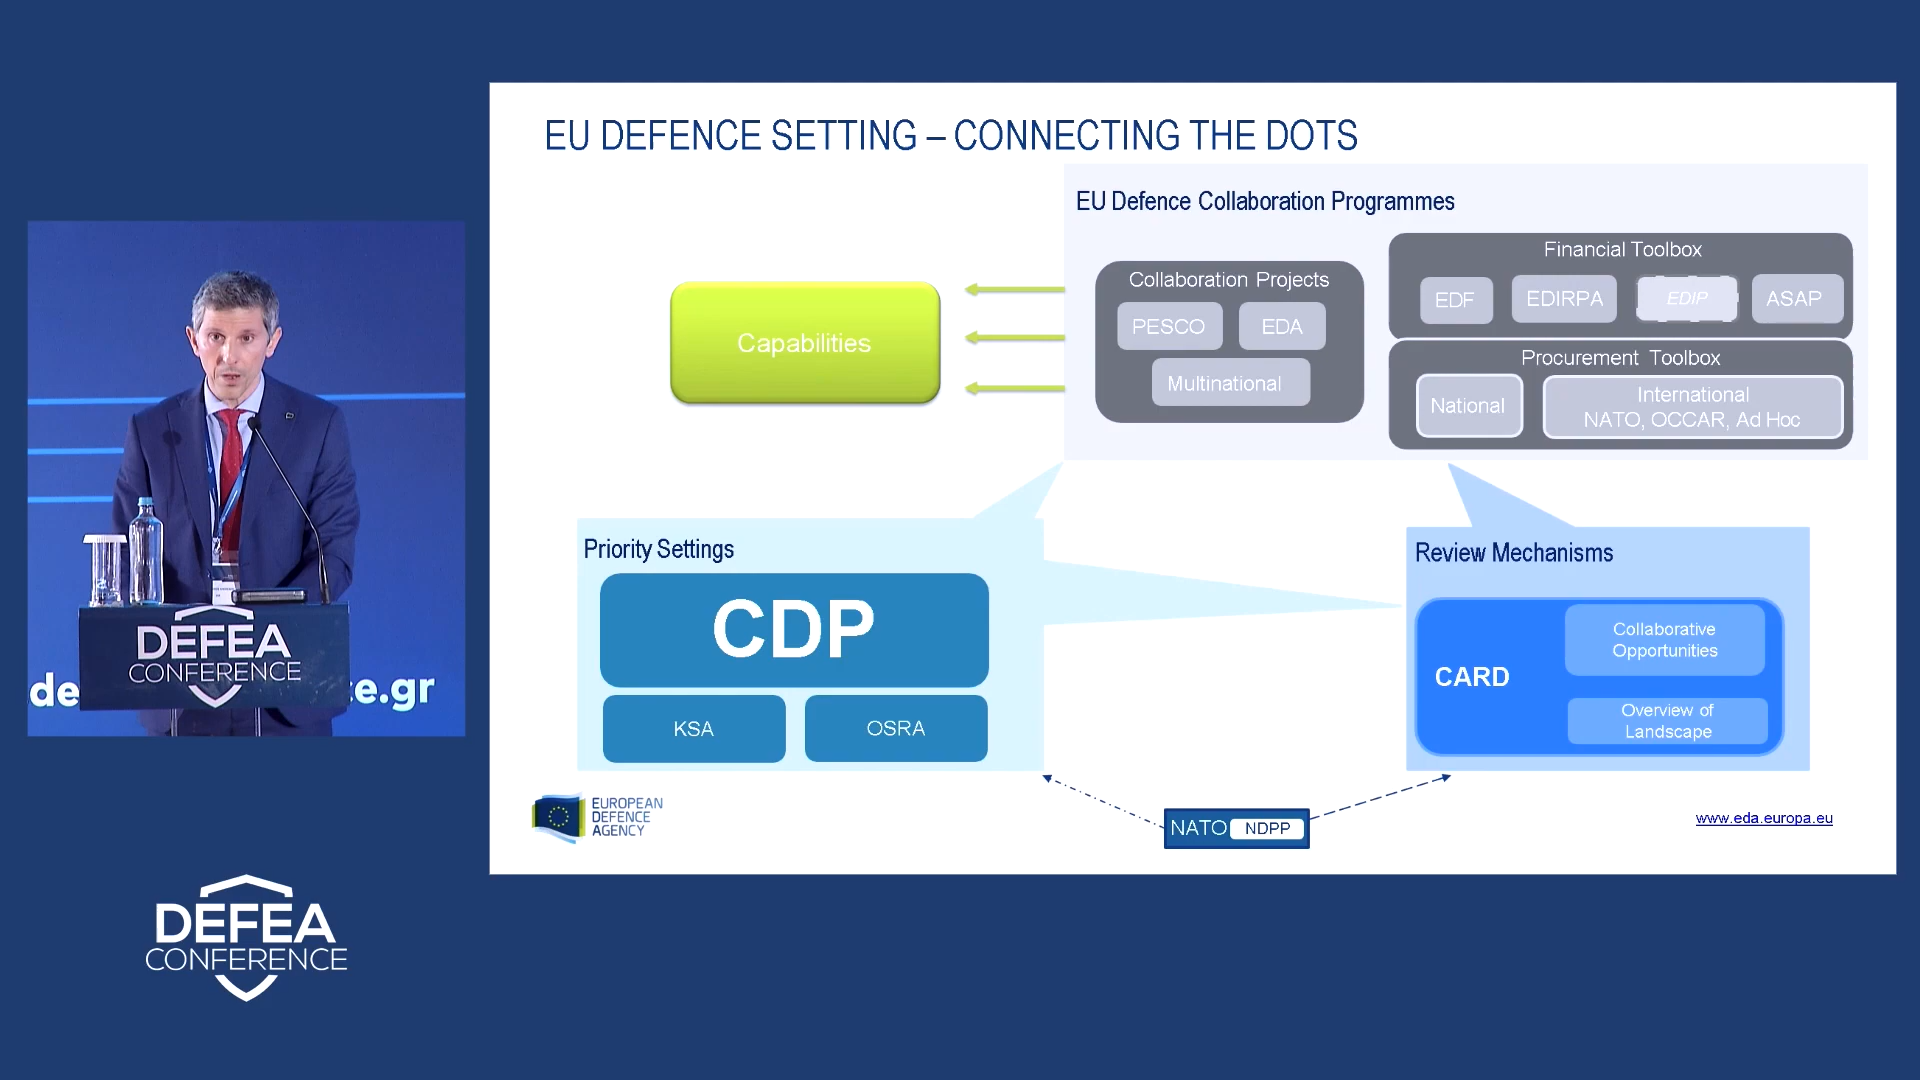 EU DEFENCE SETTING – CONNECTING THE DOTS
EU Defence Collaboration Programmes
Capabilities
Collaboration Projects
PESCO
EDA
Multinational
Financial Toolbox
EDF
EDIRPA
EDIP
ASAP
Procurement Toolbox
National
International
NATO, OCCAR, Ad Hoc
Priority Settings
CDP
KSA
OSRA
Review Mechanisms
CARD
Collaborative
Opportunities
Overview of
Landscape
EUROPEAN
DEFENCE
AGENCY
NATO NDPP
www.eda.europa.eu
DEFEA
CONFERENCE
de
e.gr
DEFEA
CONFERENCE